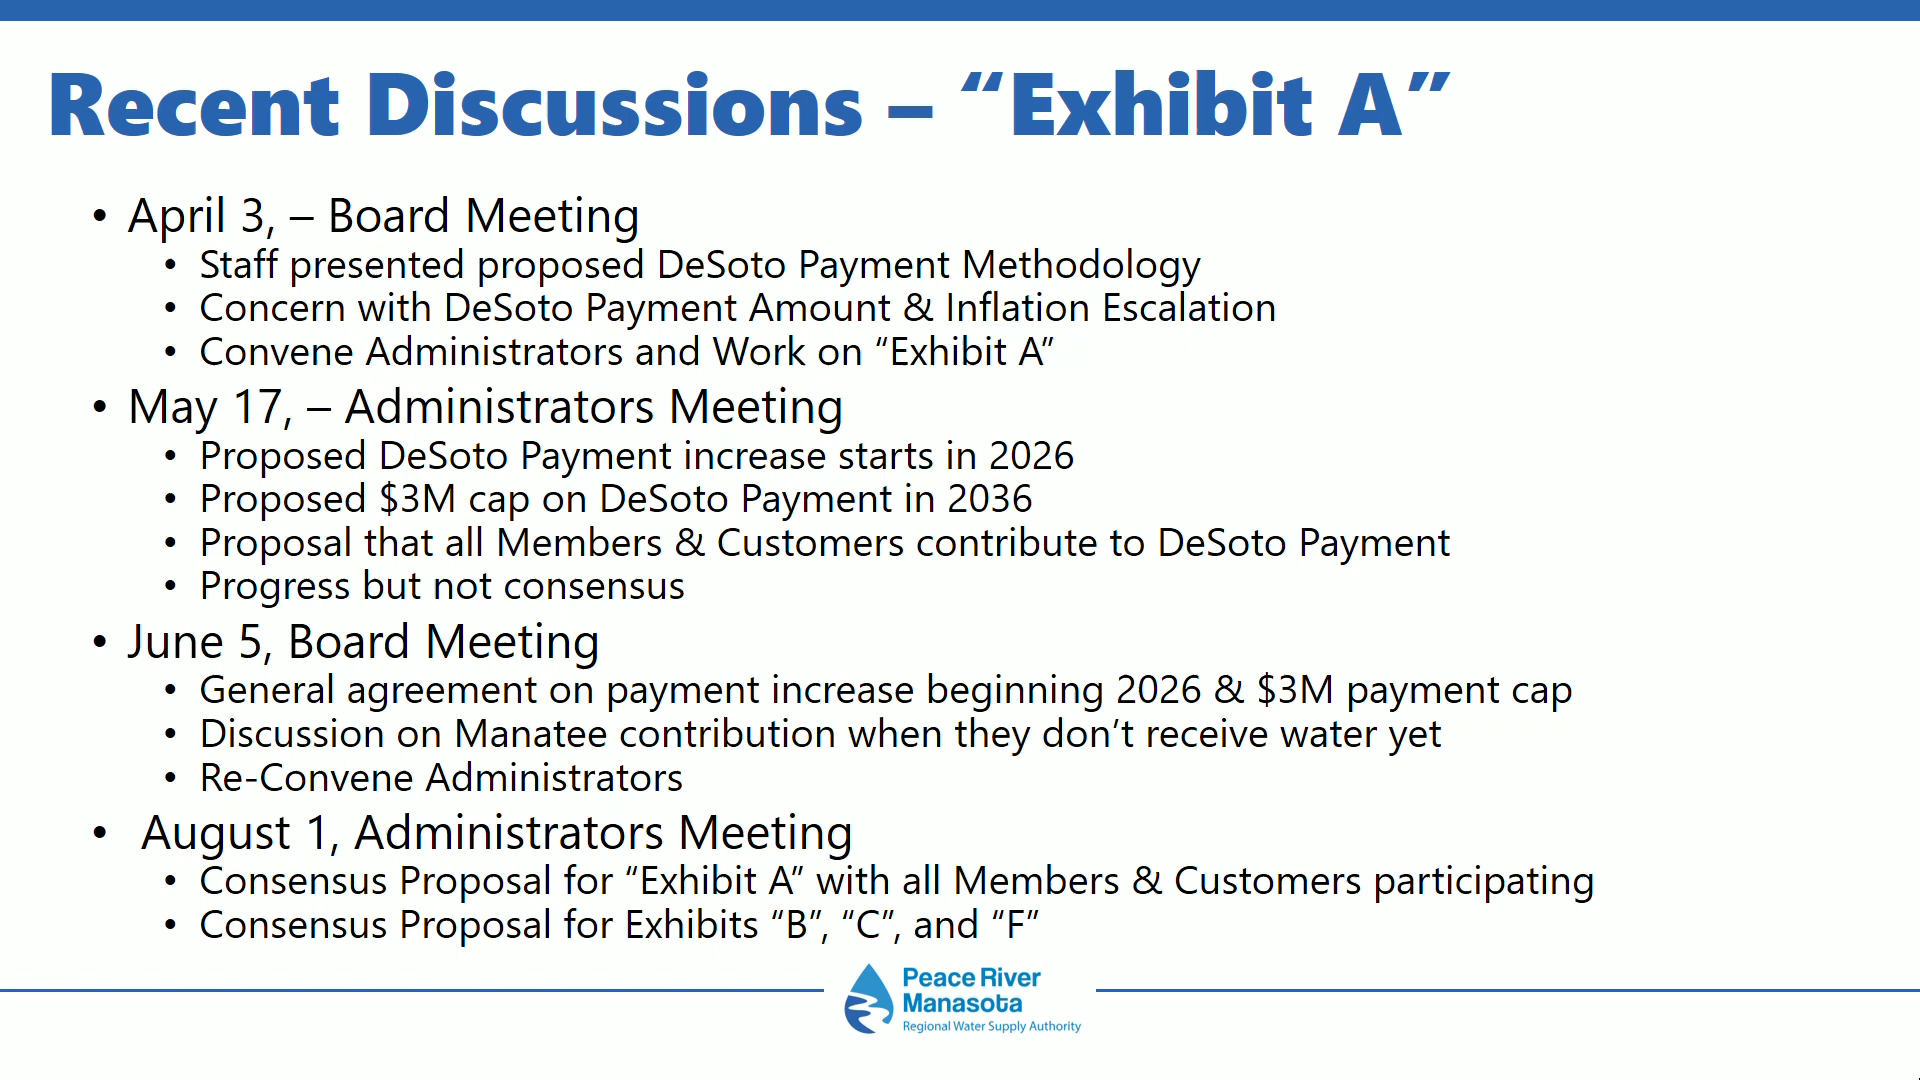 Recent Discussions – “Exhibit A”
• April 3, – Board Meeting
• Staff presented proposed DeSoto Payment Methodology
• Concern with DeSoto Payment Amount & Inflation Escalation
• Convene Administrators and Work on “Exhibit A”
• May 17, – Administrators Meeting
• Proposed DeSoto Payment increase starts in 2026
• Proposed $3M cap on DeSoto Payment in 2036
• Proposal that all Members & Customers contribute to DeSoto Payment
• Progress but not consensus
• June 5, Board Meeting
• General agreement on payment increase beginning 2026 & $3M payment cap
• Discussion on Manatee contribution when they don’t receive water yet
• Re-Convene Administrators
• August 1, Administrators Meeting
• Consensus Proposal for “Exhibit A” with all Members & Customers participating
• Consensus Proposal for Exhibits “B”, “C”, and “F”
Peace River
Manasota
Regional Water Supply Authority